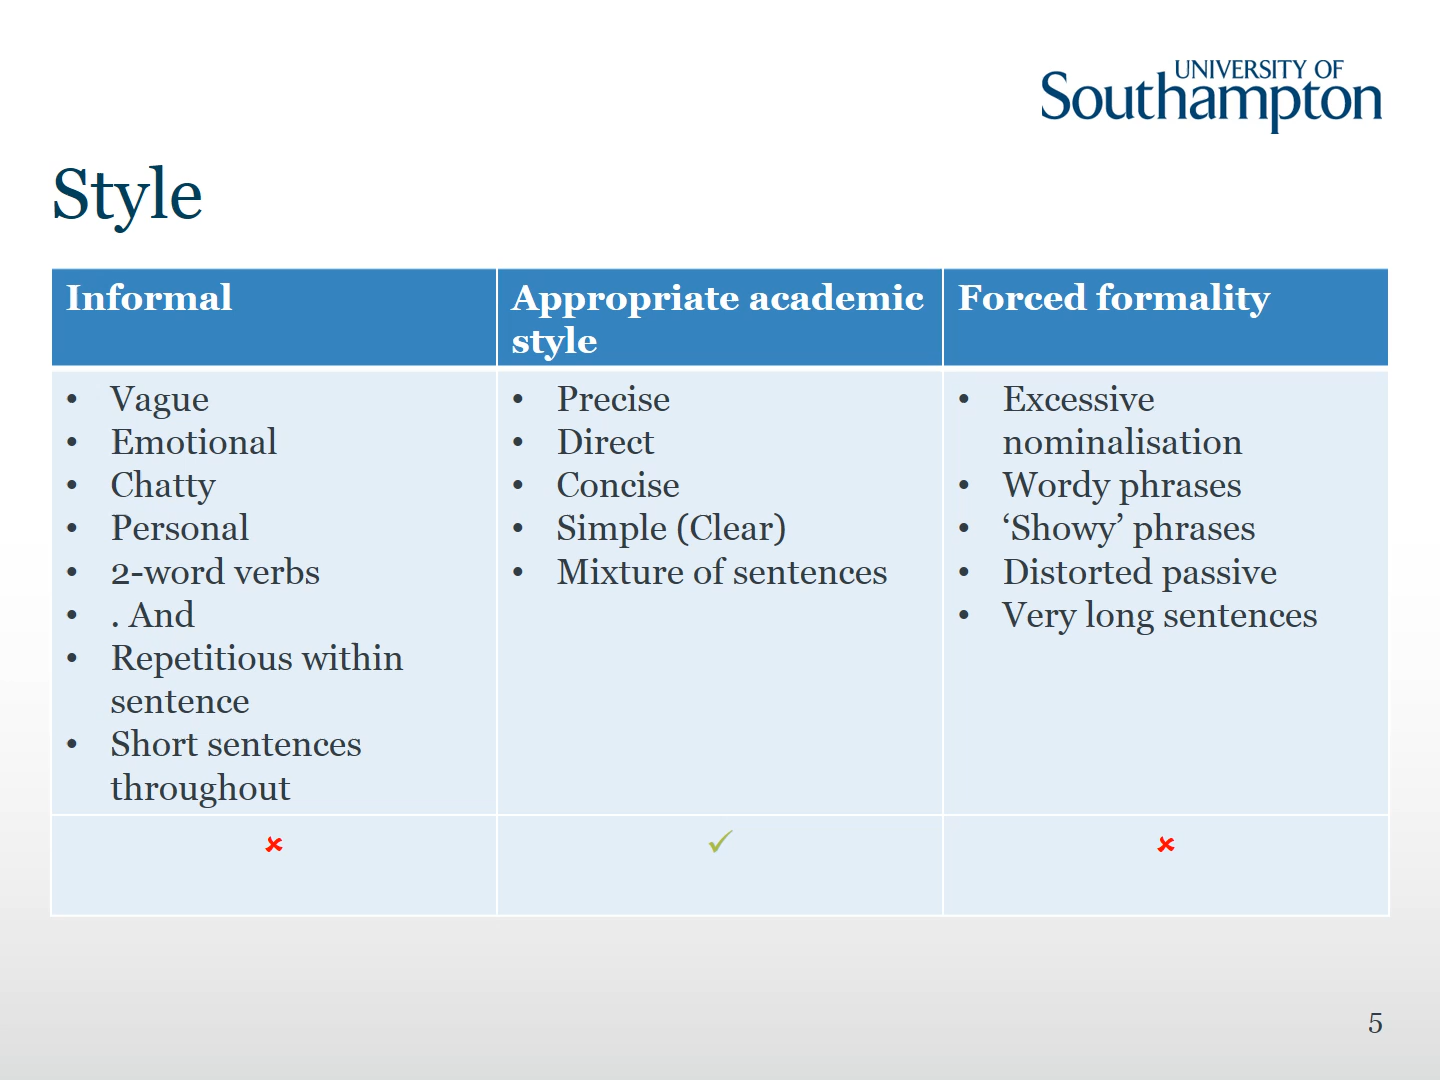 UNIVERSITY OF
Southampton
Style
Informal
Appropriate academic
style
Forced formality
• Vague
• Emotional
• Chatty
• Personal
• 2-word verbs
• . And
• Repetitious within
sentence
• Short sentences
throughout
• Precise
• Direct
• Concise
• Simple (Clear)
• Mixture of sentences
• Excessive
nominalisation
• Wordy phrases
• ‘Showy’ phrases
• Distorted passive
• Very long sentences
✘
✓
✘
5